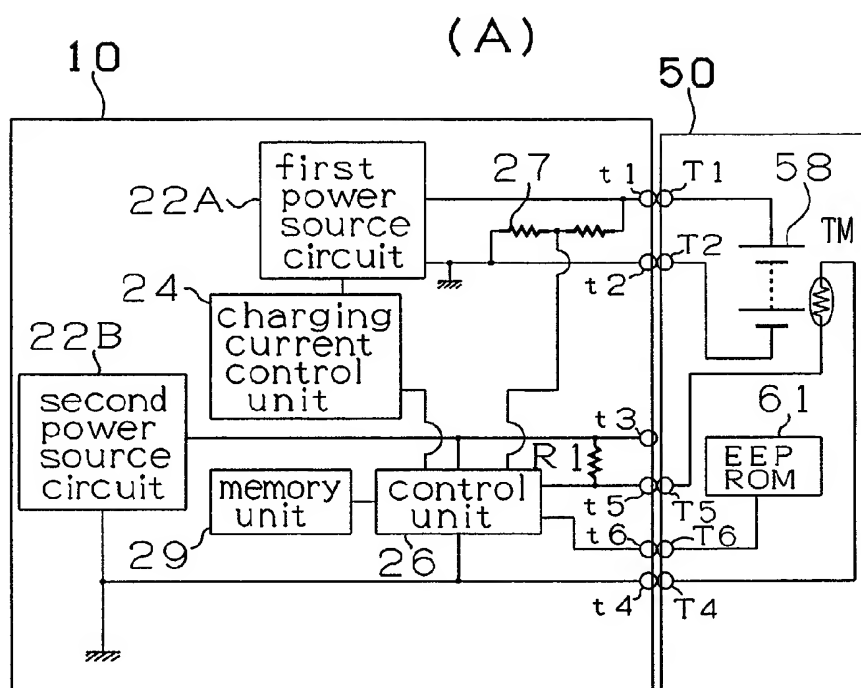 (A)
10
50
first
power
source
circuit
22A
27
t1
T1
58
TM
t2
T2
24
charging
current
control
unit
22B
second
power
source
circuit
t3
R1
61
EEP
ROM
memory
unit
control
unit
t5
T5
t6
T6
29
26
t4
T4